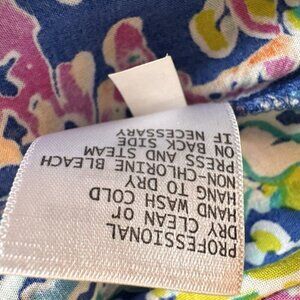 PROFESSIONAL
DRY CLEAN or
HAND WASH COLD
HANG TO DRY
NON-CHLORINE BLEACH
PRESS AND STEAM
ON BACK SIDE
IF NECESSARY